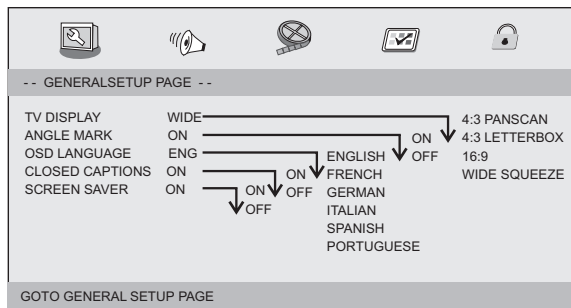 - - GENERALSETUP PAGE - -
TV DISPLAY WIDE 4:3 PANSCAN
ANGLE MARK ON ON 4:3 LETTERBOX
OSD LANGUAGE ENG ENGLISH OFF 16:9
CLOSED CAPTIONS ON ON FRENCH WIDE SQUEEZE
SCREEN SAVER ON ON OFF GERMAN
OFF ITALIAN
SPANISH
PORTUGUESE
GOTO GENERAL SETUP PAGE